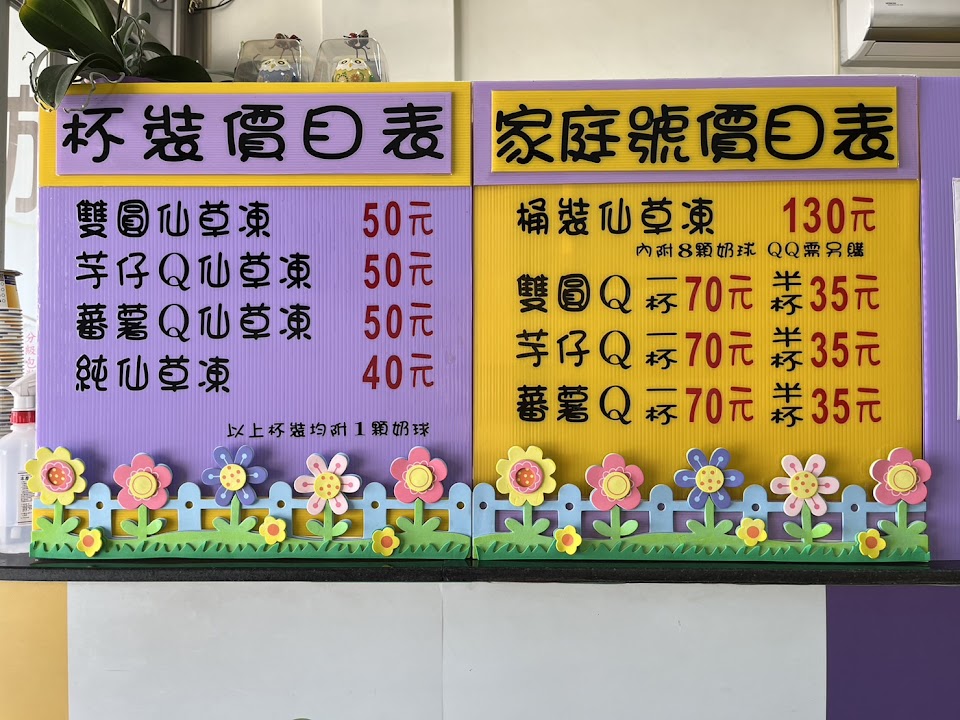 杯裝價目表
雙圓仙草凍 50元
芋仔Q仙草凍 50元
蕃薯Q仙草凍 50元
純仙草凍 40元
以上杯裝均附1顆奶球
家庭號價目表
桶裝仙草凍 130元
內附8顆奶球 QQ需另購
雙圓Q 一杯70元 半杯35元
芋仔Q 一杯70元 半杯35元
蕃薯Q 一杯70元 半杯35元